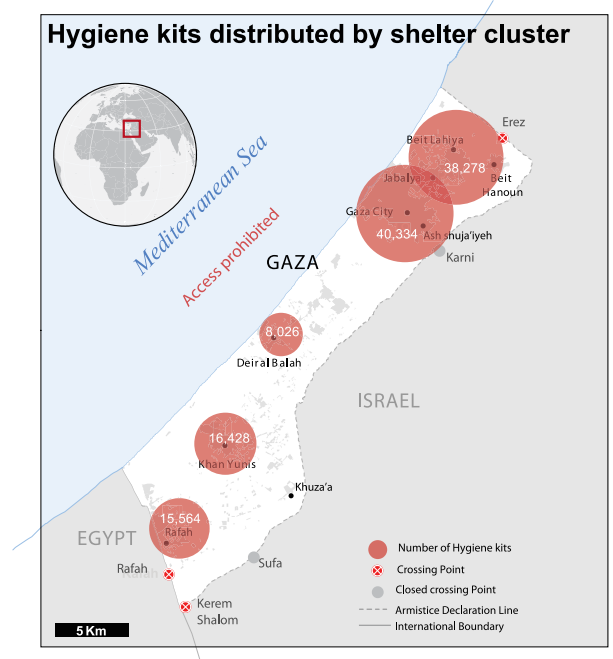 Hygiene kits distributed by shelter cluster
Mediterranean Sea
Access prohibited
Erez
Beit Lahiya
38,278
Jabalya
Beit
Hanoun
Gaza City
40,334
Ash shuja'iyeh
Karni
GAZA
8,026
Deir al Balah
ISRAEL
16,428
Khan Yunis
Khuza'a
15,564
Rafah
EGYPT
Rafah
Rafah
Sufa
Kerem
Shalom
Number of Hygiene kits
Crossing Point
Closed crossing Point
Armistice Declaration Line
International Boundary
5 Km